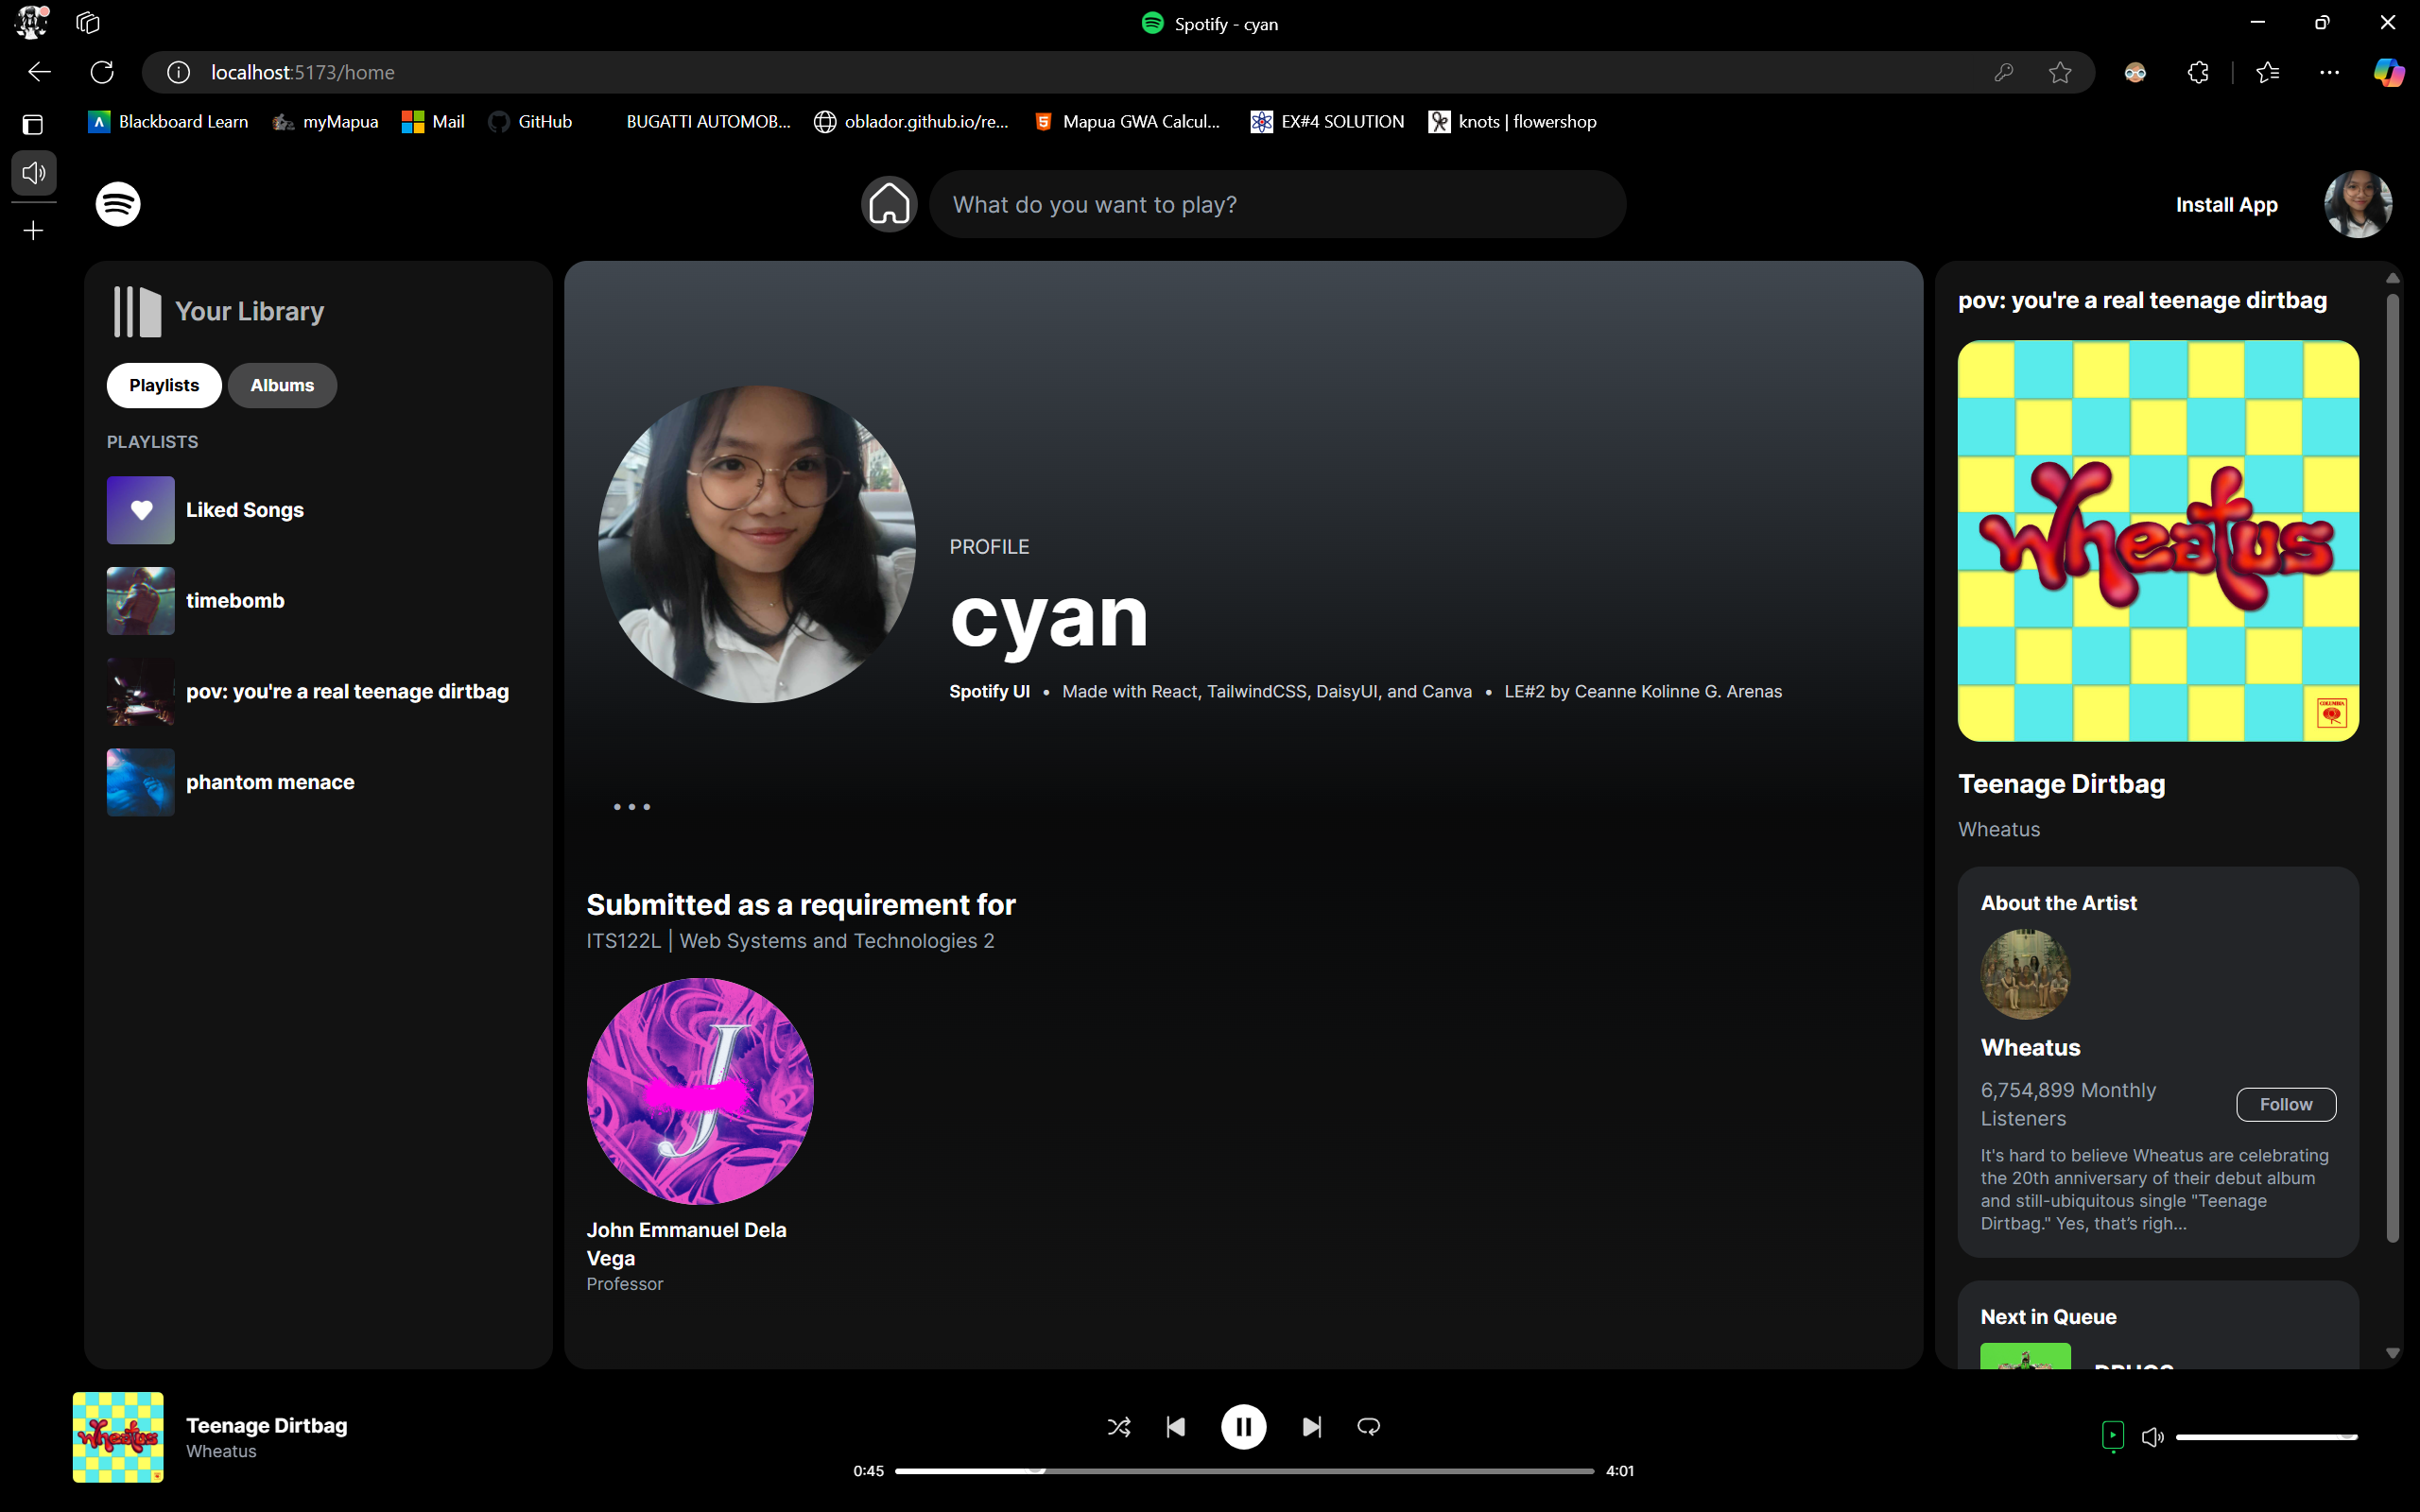 Spotify - cyan
localhost:5173/home
Blackboard Learn
myMapua
Mail
GitHub
BUGATTI AUTOMOB...
oblador.github.io/re...
Mapua GWA Calcul...
EX#4 SOLUTION
knots | flowershop
What do you want to play?
Install App
Your Library
Playlists
Albums
PLAYLISTS
Liked Songs
timebomb
pov: you're a real teenage dirtbag
phantom menace
PROFILE
cyan
Spotify UI • Made with React, TailwindCSS, DaisyUI, and Canva • LE#2 by Ceanne Kolinne G. Arenas
Submitted as a requirement for
ITS122L | Web Systems and Technologies 2
J
John Emmanuel Dela
Vega
Professor
pov: you're a real teenage dirtbag
wheatus
COLUMBIA
Teenage Dirtbag
Wheatus
About the Artist
Wheatus
6,754,899 Monthly
Listeners
Follow
It's hard to believe Wheatus are celebrating
the 20th anniversary of their debut album
and still-ubiquitous single "Teenage
Dirtbag." Yes, that's righ...
Next in Queue
wheatus
Teenage Dirtbag
Wheatus
0:45
4:01